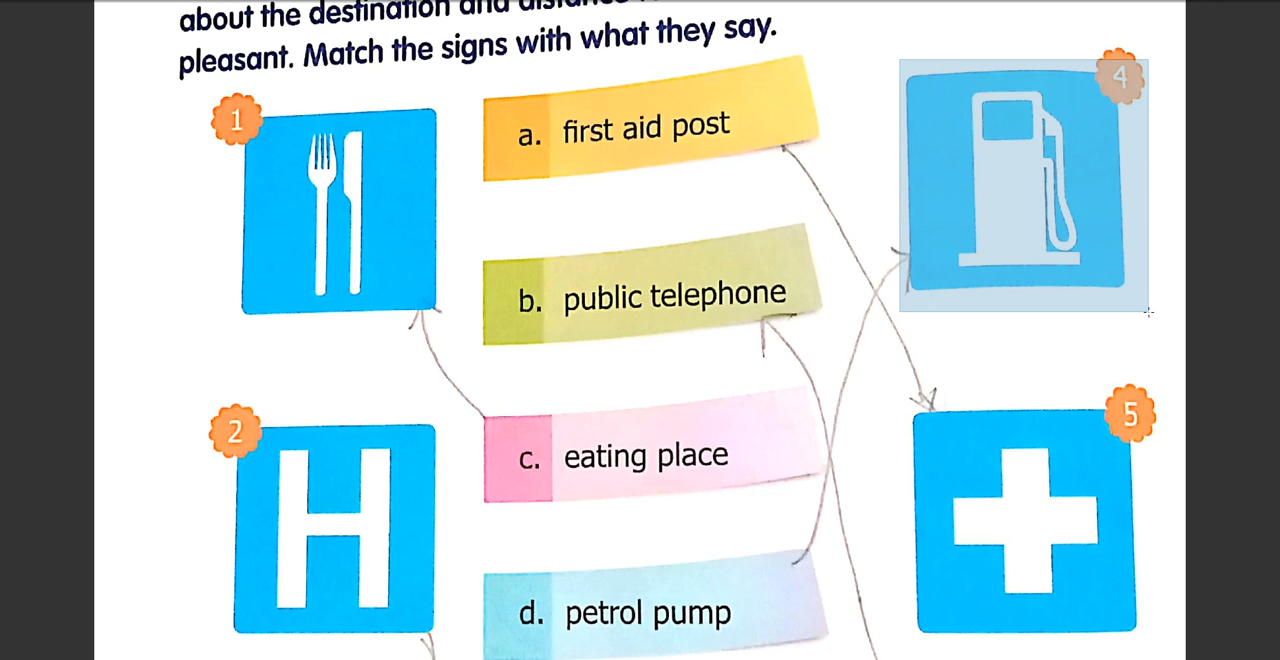 about the destination and
pleasant. Match the signs with what they say.
1
a. first aid post
4
b. public telephone
2
H
c. eating place
5
d. petrol pump